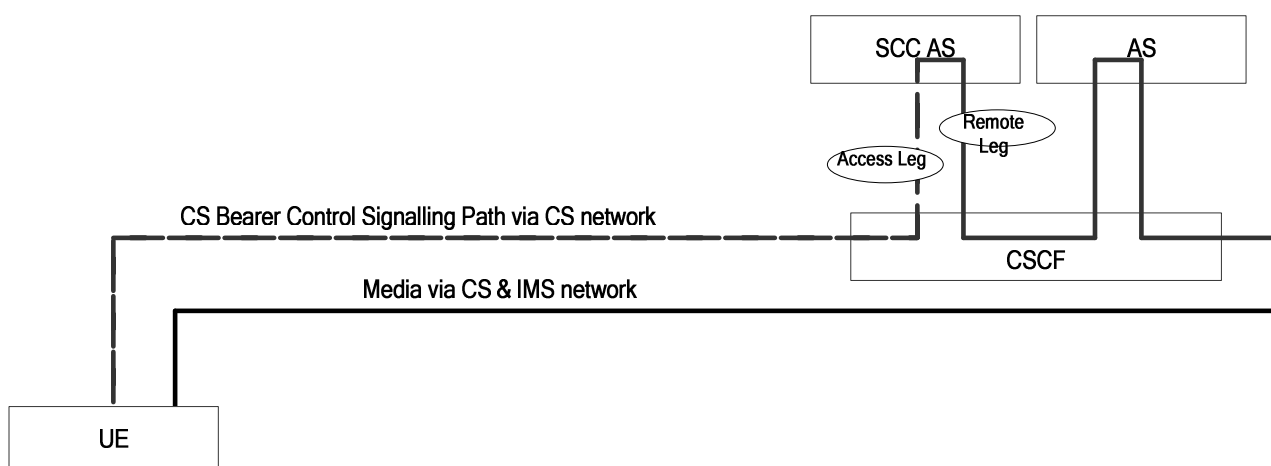 SCC AS
AS
Remote
Leg
Access Leg
CS Bearer Control Signalling Path via CS network
CSCF
Media via CS & IMS network
UE